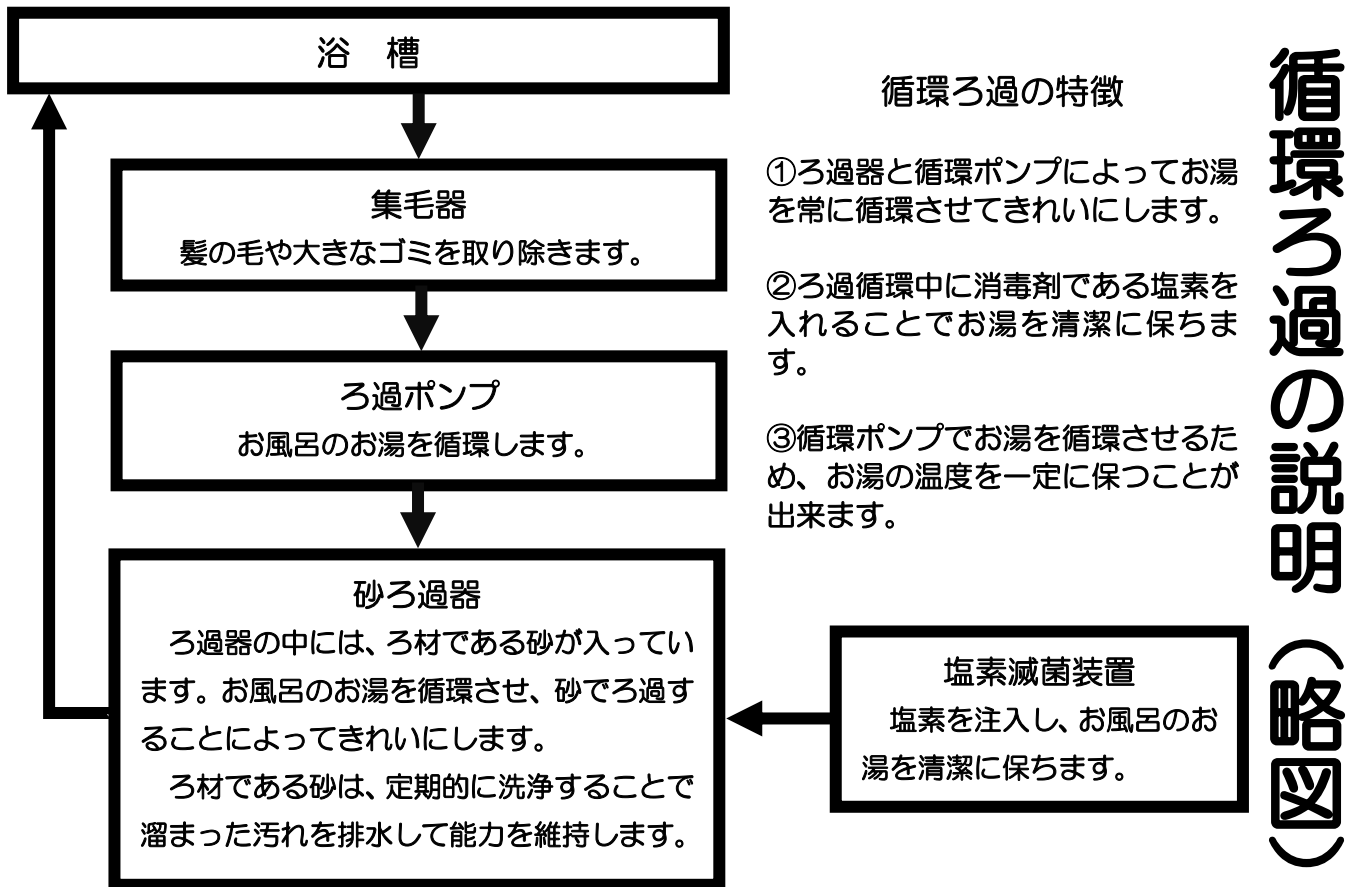 循環ろ過の説明（略図）
浴　槽
集毛器
髪の毛や大きなゴミを取り除きます。
ろ過ポンプ
お風呂のお湯を循環します。
砂ろ過器
　ろ過器の中には、ろ材である砂が入ってい
ます。お風呂のお湯を循環させ、砂でろ過す
ることによってきれいにします。
　ろ材である砂は、定期的に洗浄することで
溜まった汚れを排水して能力を維持します。
循環ろ過の特徴
①ろ過器と循環ポンプによってお湯
を常に循環させてきれいにします。
②ろ過循環中に消毒剤である塩素を
入れることでお湯を清潔に保ちま
す。
③循環ポンプでお湯を循環させるた
め、お湯の温度を一定に保つことが
出来ます。
塩素滅菌装置
　塩素を注入し、お風呂のお
湯を清潔に保ちます。